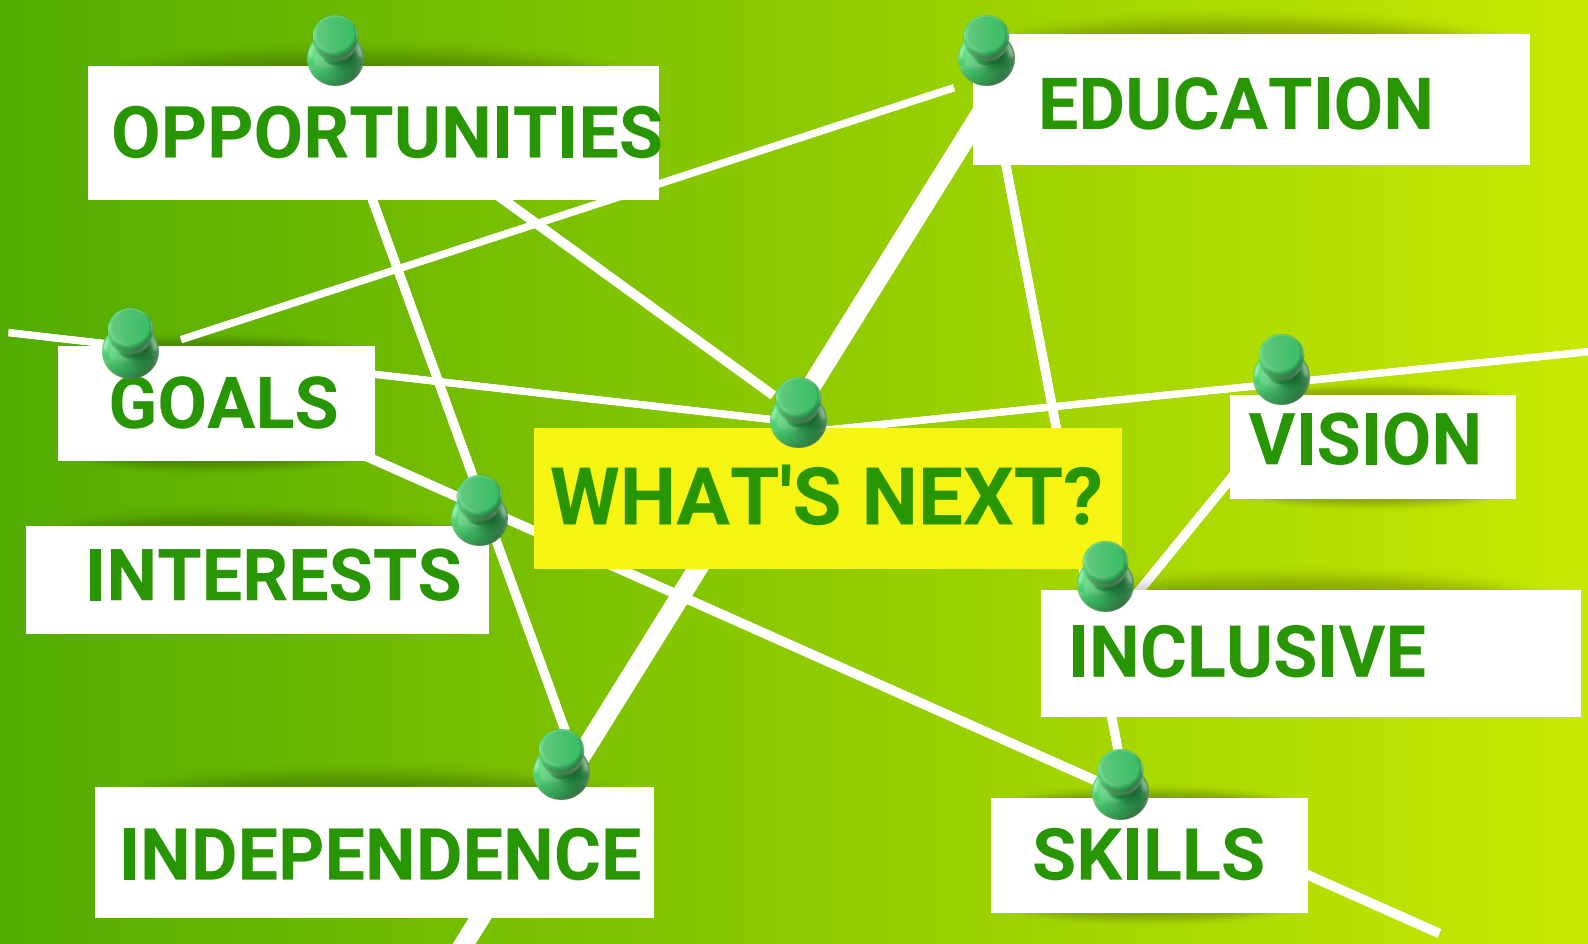 OPPORTUNITIES
EDUCATION
GOALS
VISION
WHAT'S NEXT?
INTERESTS
INCLUSIVE
INDEPENDENCE
SKILLS